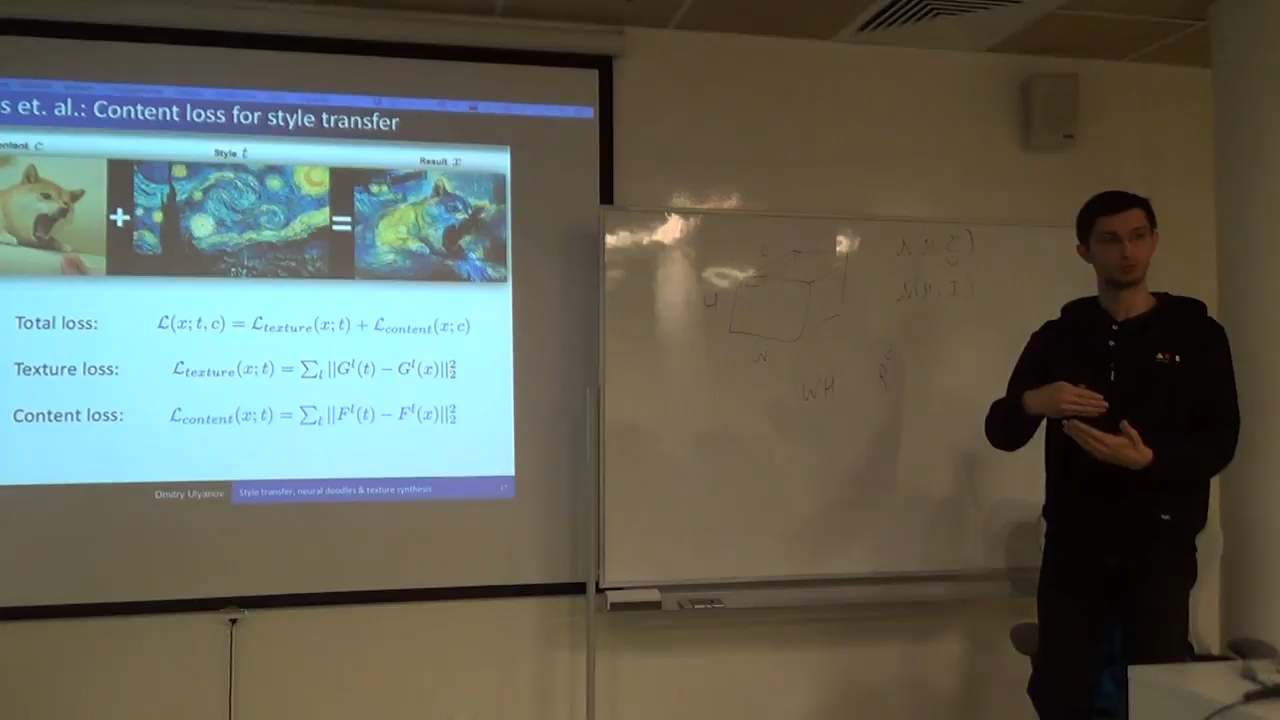 s et. al.: Content loss for style transfer
ntent c
Style t
Result x
+
=
Total loss: ℒ(x; t, c) = ℒ_texture(x; t) + ℒ_content(x; c)
Texture loss: ℒ_texture(x; t) = ∑_l ||G^l(t) − G^l(x)||_2^2
Content loss: ℒ_content(x; t) = ∑_l ||F^l(t) − F^l(x)||_2^2
Dmitry Ulyanov
Style transfer, neural doodles & texture synthesis
WH